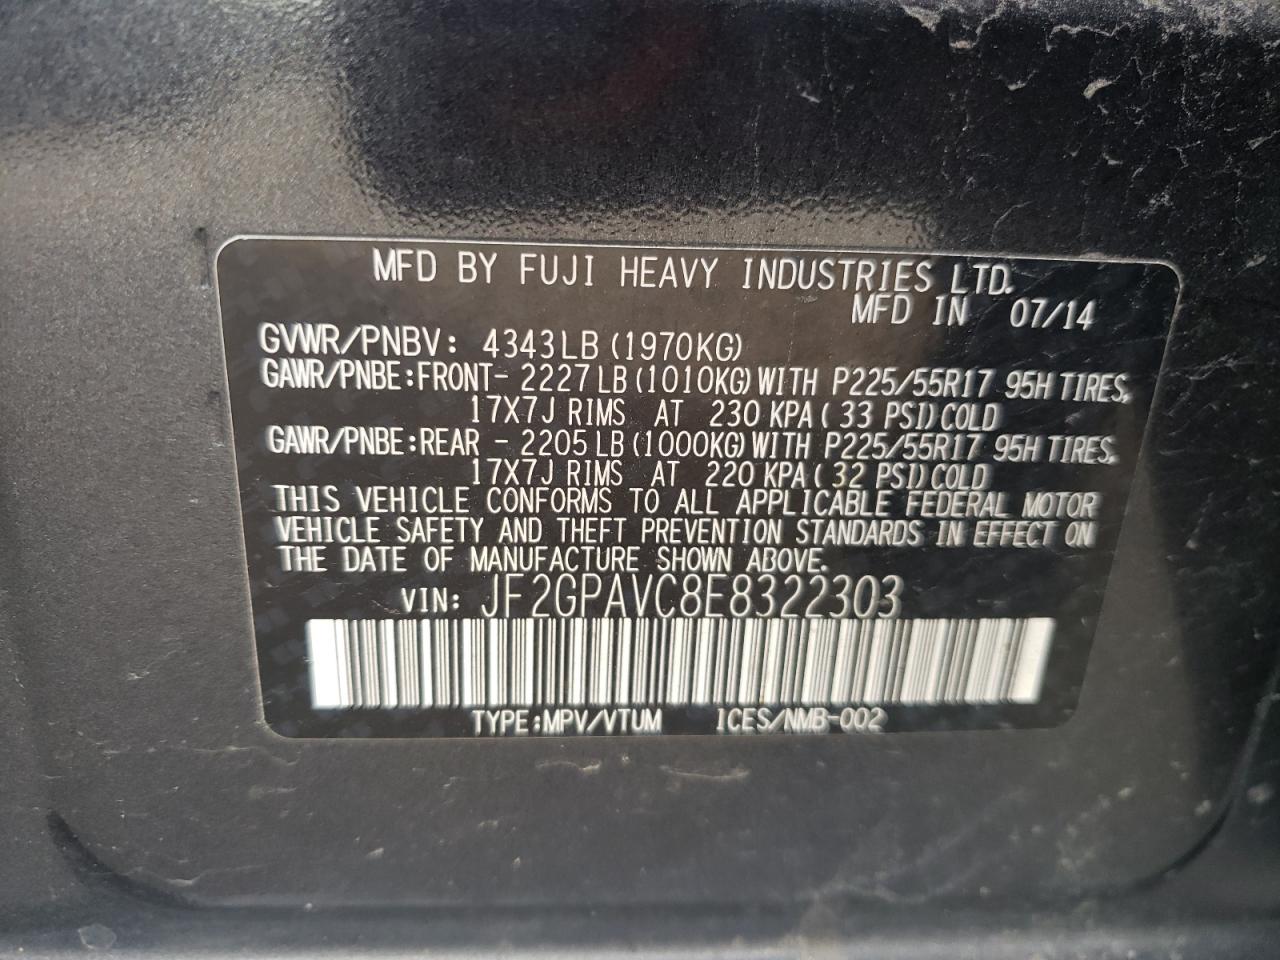 MFD BY FUJI HEAVY INDUSTRIES LTD.
MFD IN 07/14
GVWR/PNBV: 4343LB (1970KG)
GAWR/PNBE:FRONT- 2227 LB (1010KG) WITH P225/55R17 95H TIRES,
17X7J RIMS AT 230 KPA ( 33 PSI) COLD
GAWR/PNBE:REAR - 2205 LB (1000KG) WITH P225/55R17 95H TIRES,
17X7J RIMS AT 220 KPA ( 32 PSI) COLD
THIS VEHICLE CONFORMS TO ALL APPLICABLE FEDERAL MOTOR
VEHICLE SAFETY AND THEFT PREVENTION STANDARDS IN EFFECT ON
THE DATE OF MANUFACTURE SHOWN ABOVE.
VIN: JF2GPAVC8E8322303
TYPE:MPV/VTUM ICES/NMB-002